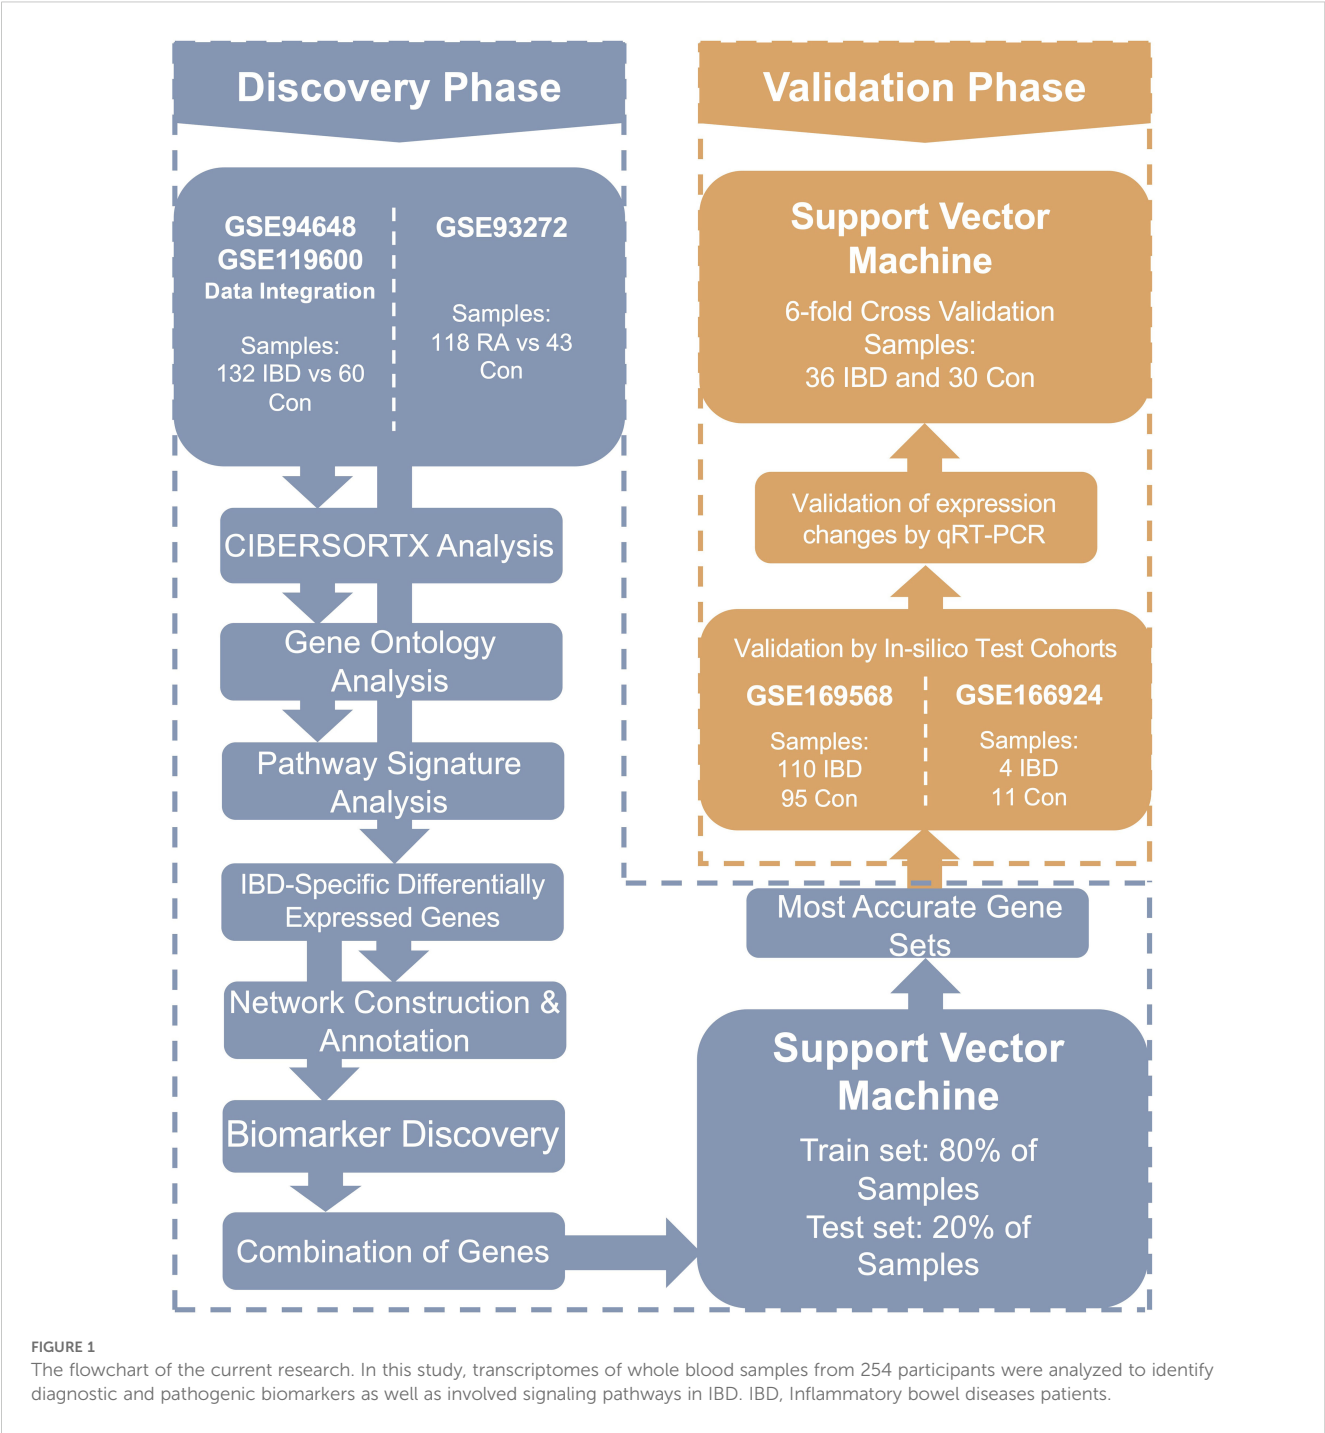 Discovery Phase
GSE94648
GSE119600
Data Integration
Samples:
132 IBD vs 60
Con
GSE93272
Samples:
118 RA vs 43
Con
CIBERSORTX Analysis
Gene Ontology
Analysis
Pathway Signature
Analysis
IBD-Specific Differentially
Expressed Genes
Network Construction &
Annotation
Biomarker Discovery
Combination of Genes
Support Vector
Machine
Train set: 80% of
Samples
Test set: 20% of
Samples
Most Accurate Gene
Sets
Validation Phase
Support Vector
Machine
6-fold Cross Validation
Samples:
36 IBD and 30 Con
Validation of expression
changes by qRT-PCR
Validation by In-silico Test Cohorts
GSE169568
Samples:
110 IBD
95 Con
GSE166924
Samples:
4 IBD
11 Con
FIGURE 1
The flowchart of the current research. In this study, transcriptomes of whole blood samples from 254 participants were analyzed to identify
diagnostic and pathogenic biomarkers as well as involved signaling pathways in IBD. IBD, Inflammatory bowel diseases patients.